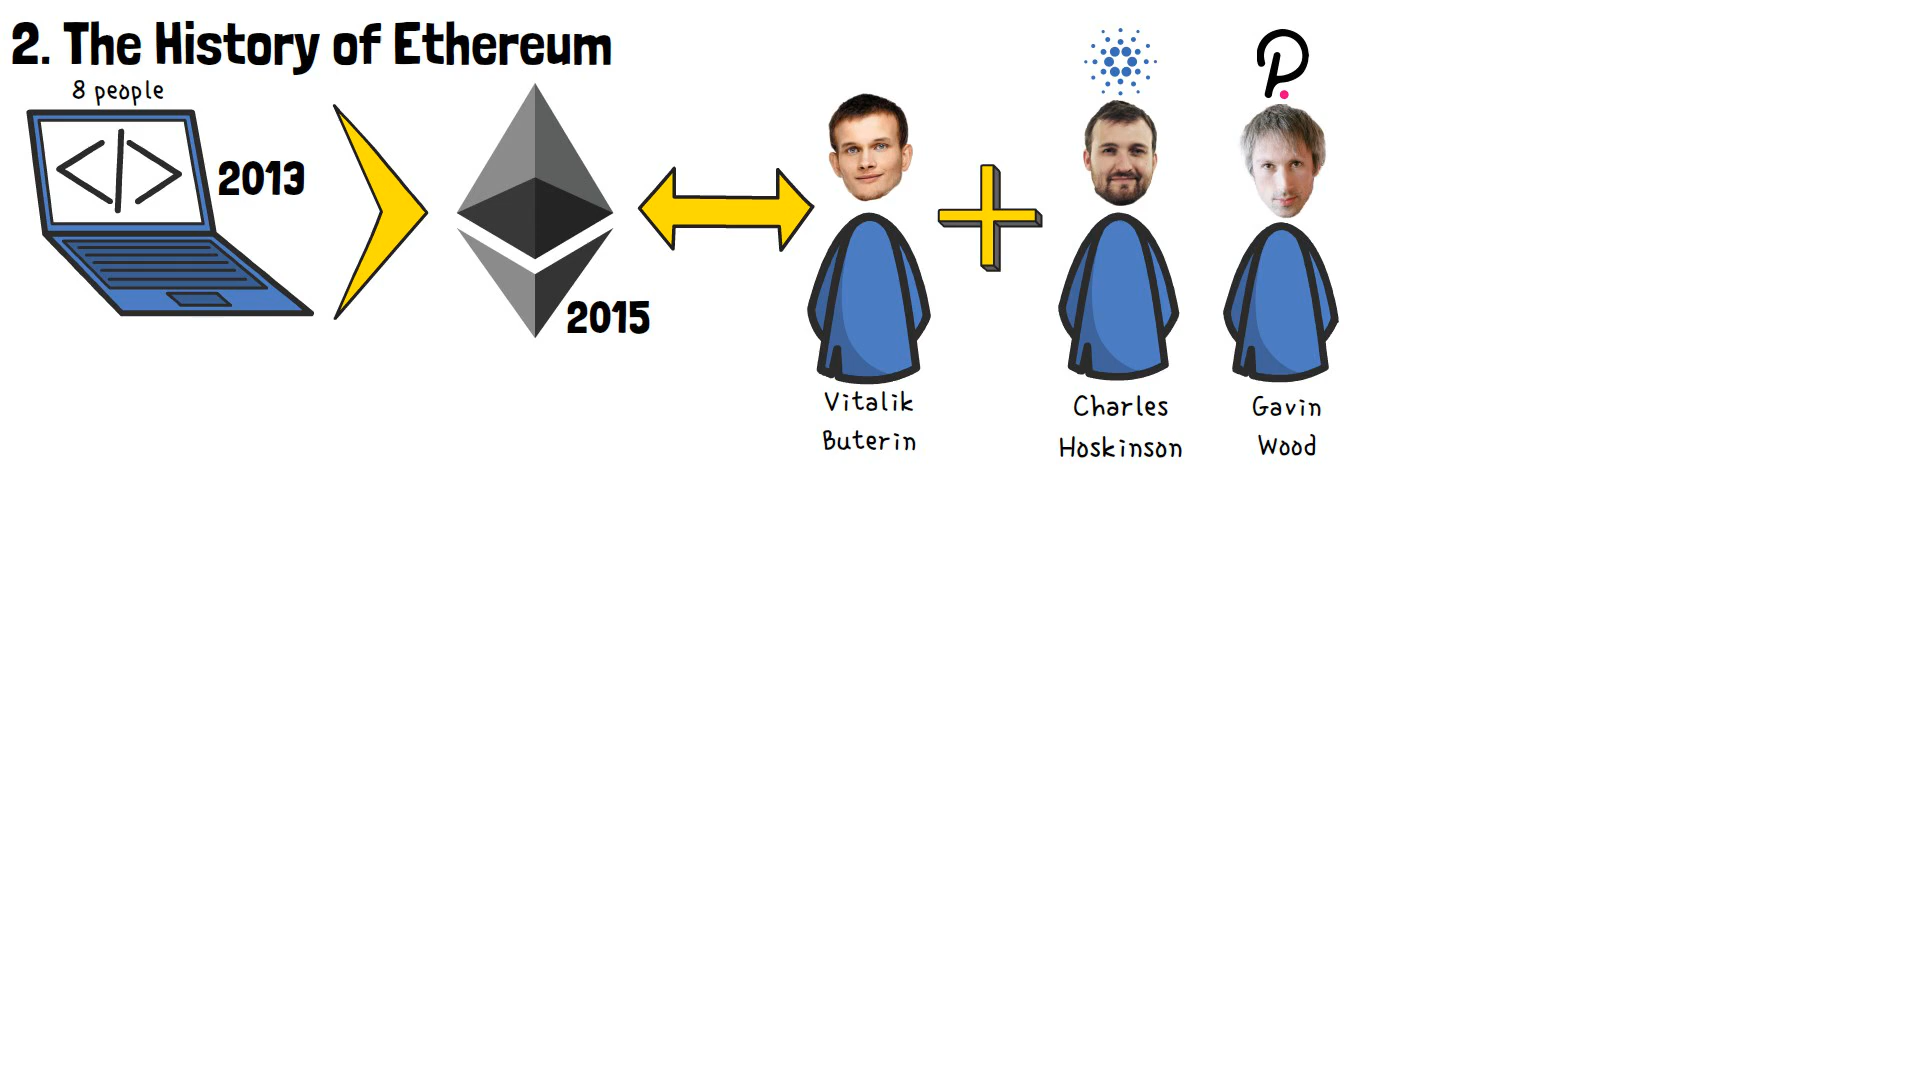 2. The History of Ethereum
8 people
</>
2013
2015
Vitalik
Buterin
Charles
Hoskinson
Gavin
Wood